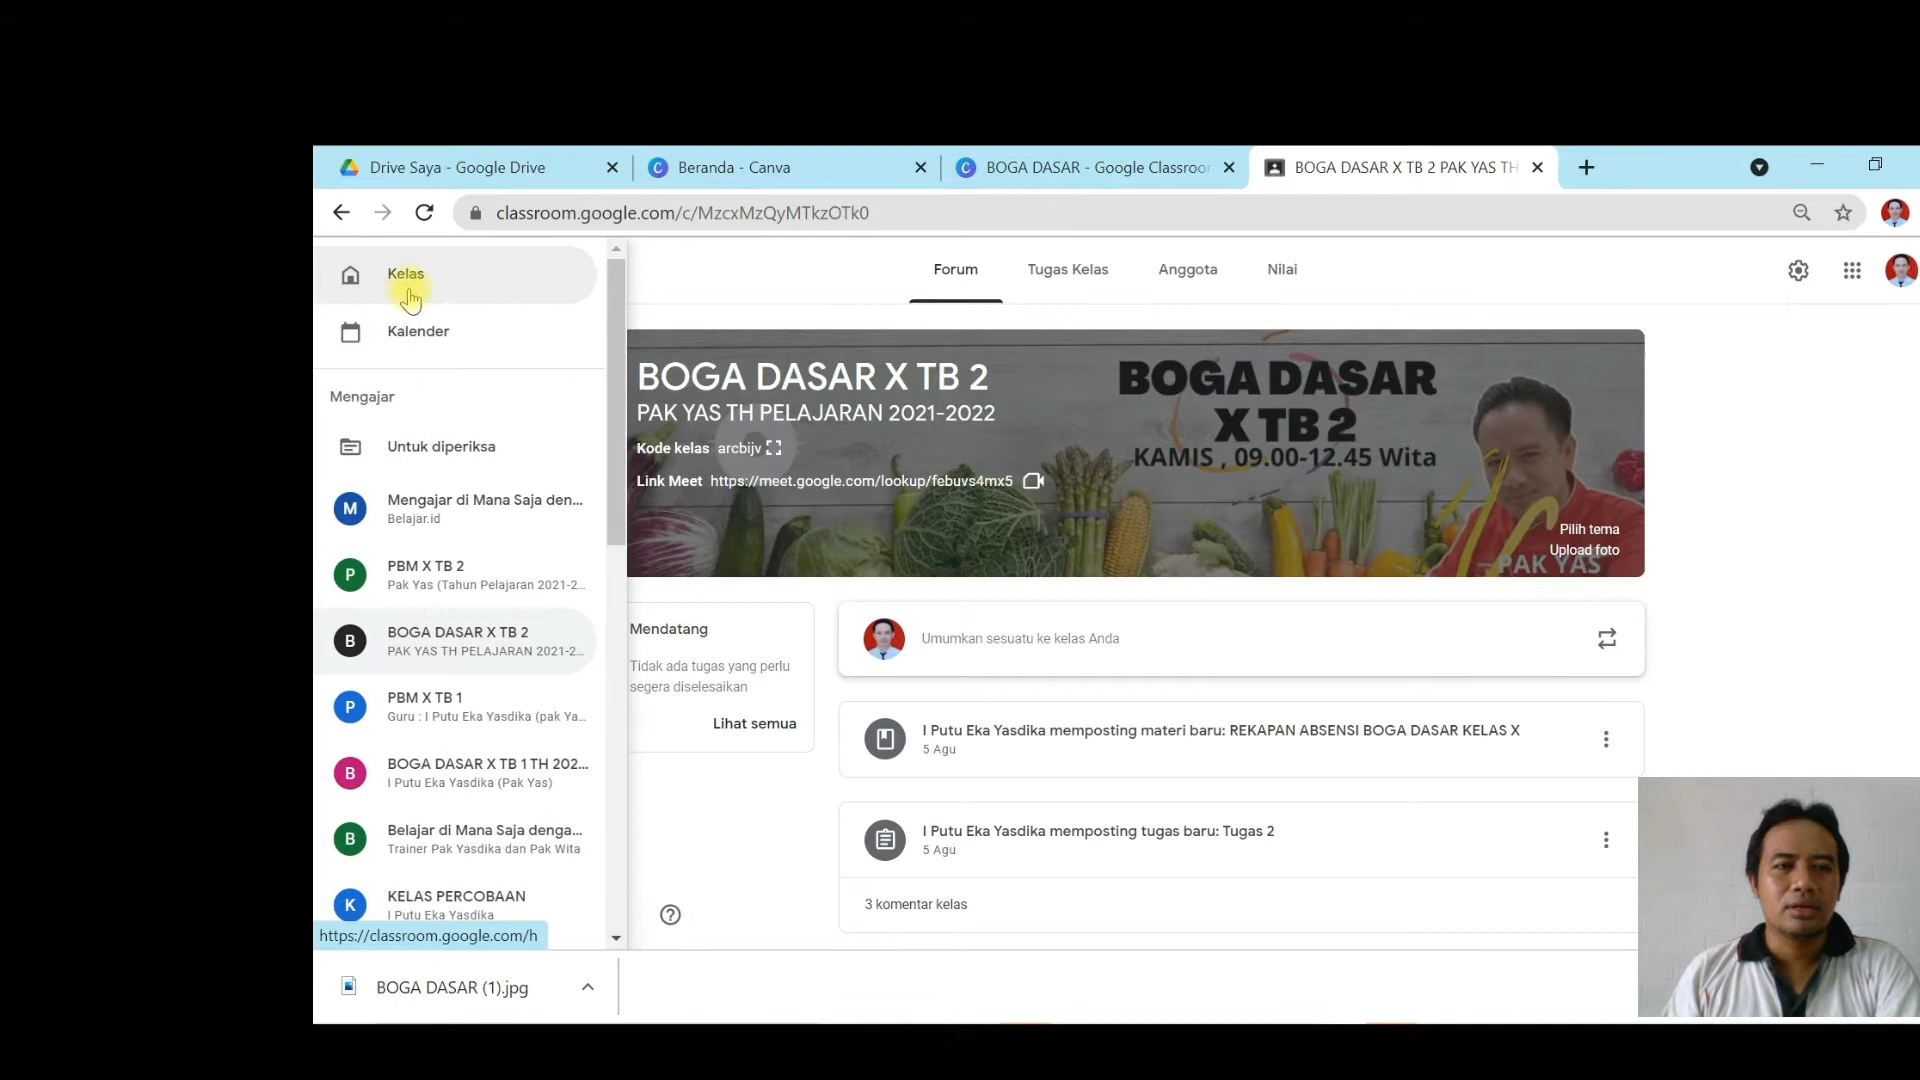 Drive Saya - Google Drive
Beranda - Canva
BOGA DASAR - Google Classroo
BOGA DASAR X TB 2 PAK YAS TH
classroom.google.com/c/MzcxMzQyMTkzOTk0
Kelas
Kalender
Mengajar
Untuk diperiksa
M
Mengajar di Mana Saja den...
Belajar.id
P
PBM X TB 2
Pak Yas (Tahun Pelajaran 2021-2...
B
BOGA DASAR X TB 2
PAK YAS TH PELAJARAN 2021-2...
P
PBM X TB 1
Guru : I Putu Eka Yasdika (pak Ya...
B
BOGA DASAR X TB 1 TH 202...
I Putu Eka Yasdika (Pak Yas)
B
Belajar di Mana Saja denga...
Trainer Pak Yasdika dan Pak Wita
K
KELAS PERCOBAAN
I Putu Eka Yasdika
https://classroom.google.com/h
Forum
Tugas Kelas
Anggota
Nilai
BOGA DASAR X TB 2
PAK YAS TH PELAJARAN 2021-2022
Kode kelas arcbijv
Link Meet https://meet.google.com/lookup/febuvs4mx5
BOGA DASAR
X TB 2
KAMIS , 09.00-12.45 Wita
Pilih tema
Upload foto
PAK YAS
Mendatang
Tidak ada tugas yang perlu
segera diselesaikan
Lihat semua
Umumkan sesuatu ke kelas Anda
I Putu Eka Yasdika memposting materi baru: REKAPAN ABSENSI BOGA DASAR KELAS X
5 Agu
I Putu Eka Yasdika memposting tugas baru: Tugas 2
5 Agu
3 komentar kelas
BOGA DASAR (1).jpg